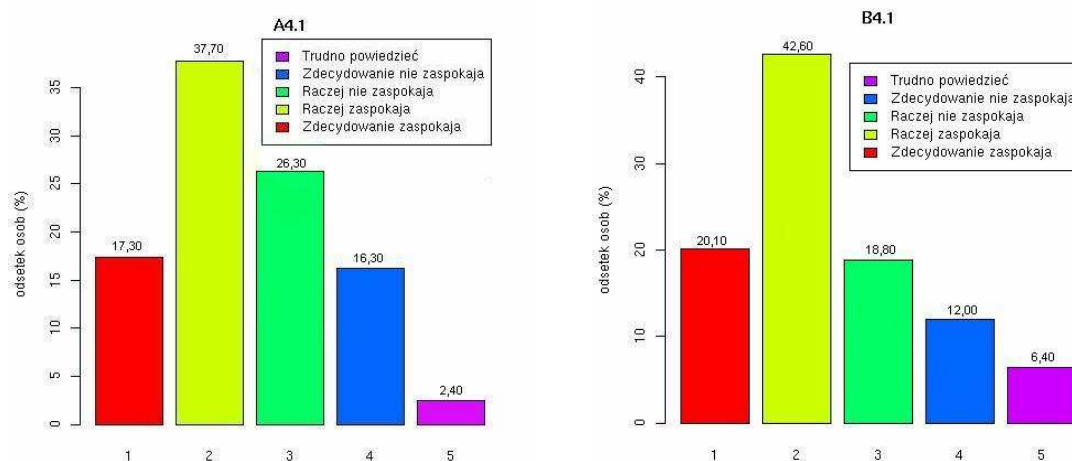 A4.1
37,70
Trudno powiedzieć
Zdecydowanie nie zaspokaja
Raczej nie zaspokaja
Raczej zaspokaja
Zdecydowanie zaspokaja
odsetek osob (%)
35
30
25
20
15
10
5
0
17,30
26,30
16,30
2,40
1 2 3 4 5
B4.1
42,60
Trudno powiedzieć
Zdecydowanie nie zaspokaja
Raczej nie zaspokaja
Raczej zaspokaja
Zdecydowanie zaspokaja
odsetek osob (%)
40
30
20
10
0
20,10
18,80
12,00
6,40
1 2 3 4 5